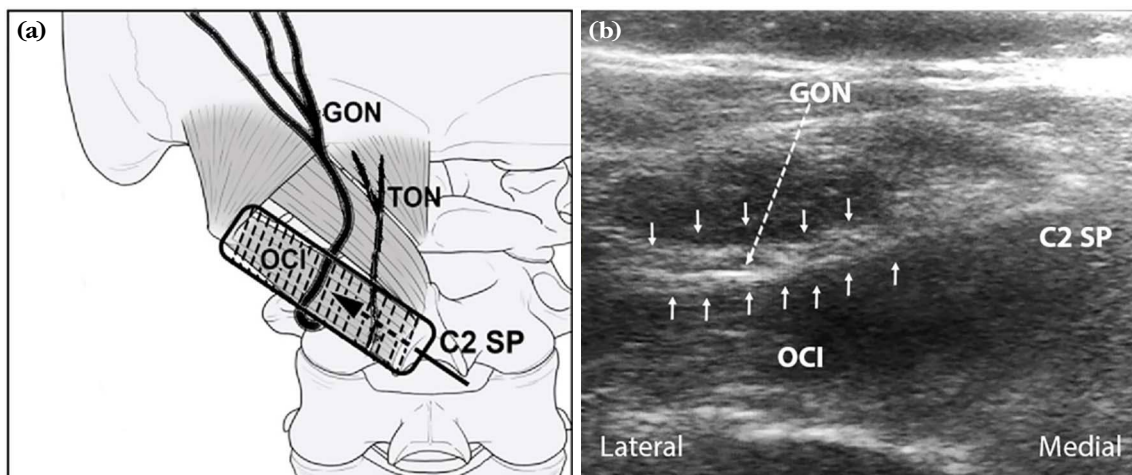 (a)
GON
TON
OCI
C2 SP
(b)
GON
C2 SP
OCI
Lateral
Medial